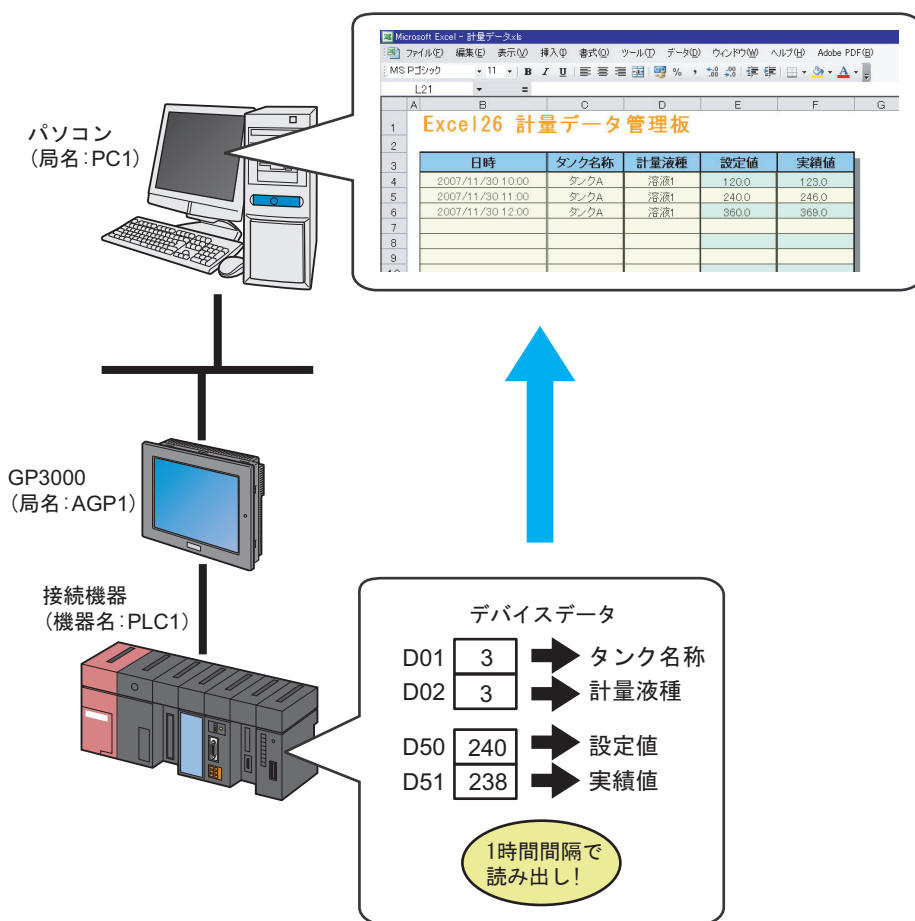 Microsoft Excel - 計量データ.xls
ファイル(F) 編集(E) 表示(V) 挿入(I) 書式(O) ツール(T) データ(D) ウィンドウ(W) ヘルプ(H) Adobe PDF(B)
MS Pゴシック 11 B I U % ,
L21 =
A B C D E F G
1 Excel26 計量データ管理板
2
3 日時 タンク名称 計量液種 設定値 実績値
4 2007/11/30 10:00 タンクA 溶液1 120.0 123.0
5 2007/11/30 11:00 タンクA 溶液1 240.0 246.0
6 2007/11/30 12:00 タンクA 溶液1 360.0 369.0
7
8
9
パソコン
(局名:PC1)
GP3000
(局名:AGP1)
接続機器
(機器名:PLC1)
デバイスデータ
D01 3 タンク名称
D02 3 計量液種
D50 240 設定値
D51 238 実績値
1時間間隔で
読み出し!